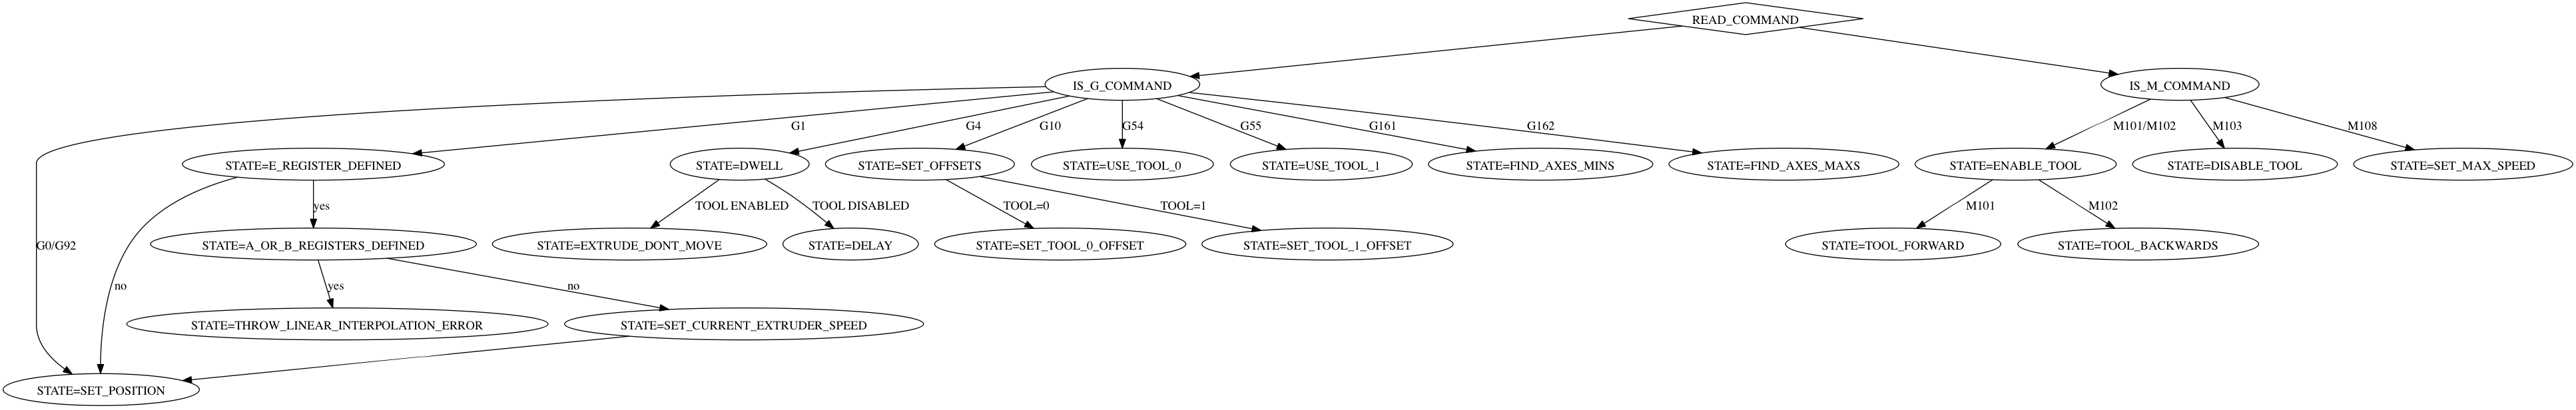 READ_COMMAND
IS_G_COMMAND
IS_M_COMMAND
G1
G4
G10
G54
G55
G161
G162
M101/M102
M103
M108
STATE=E_REGISTER_DEFINED
STATE=DWELL
STATE=SET_OFFSETS
STATE=USE_TOOL_0
STATE=USE_TOOL_1
STATE=FIND_AXES_MINS
STATE=FIND_AXES_MAXS
STATE=ENABLE_TOOL
STATE=DISABLE_TOOL
STATE=SET_MAX_SPEED
yes
TOOL ENABLED
TOOL DISABLED
TOOL=0
TOOL=1
M101
M102
G0/G92
STATE=A_OR_B_REGISTERS_DEFINED
STATE=EXTRUDE_DONT_MOVE
STATE=DELAY
STATE=SET_TOOL_0_OFFSET
STATE=SET_TOOL_1_OFFSET
STATE=TOOL_FORWARD
STATE=TOOL_BACKWARDS
no
yes
no
STATE=THROW_LINEAR_INTERPOLATION_ERROR
STATE=SET_CURRENT_EXTRUDER_SPEED
STATE=SET_POSITION